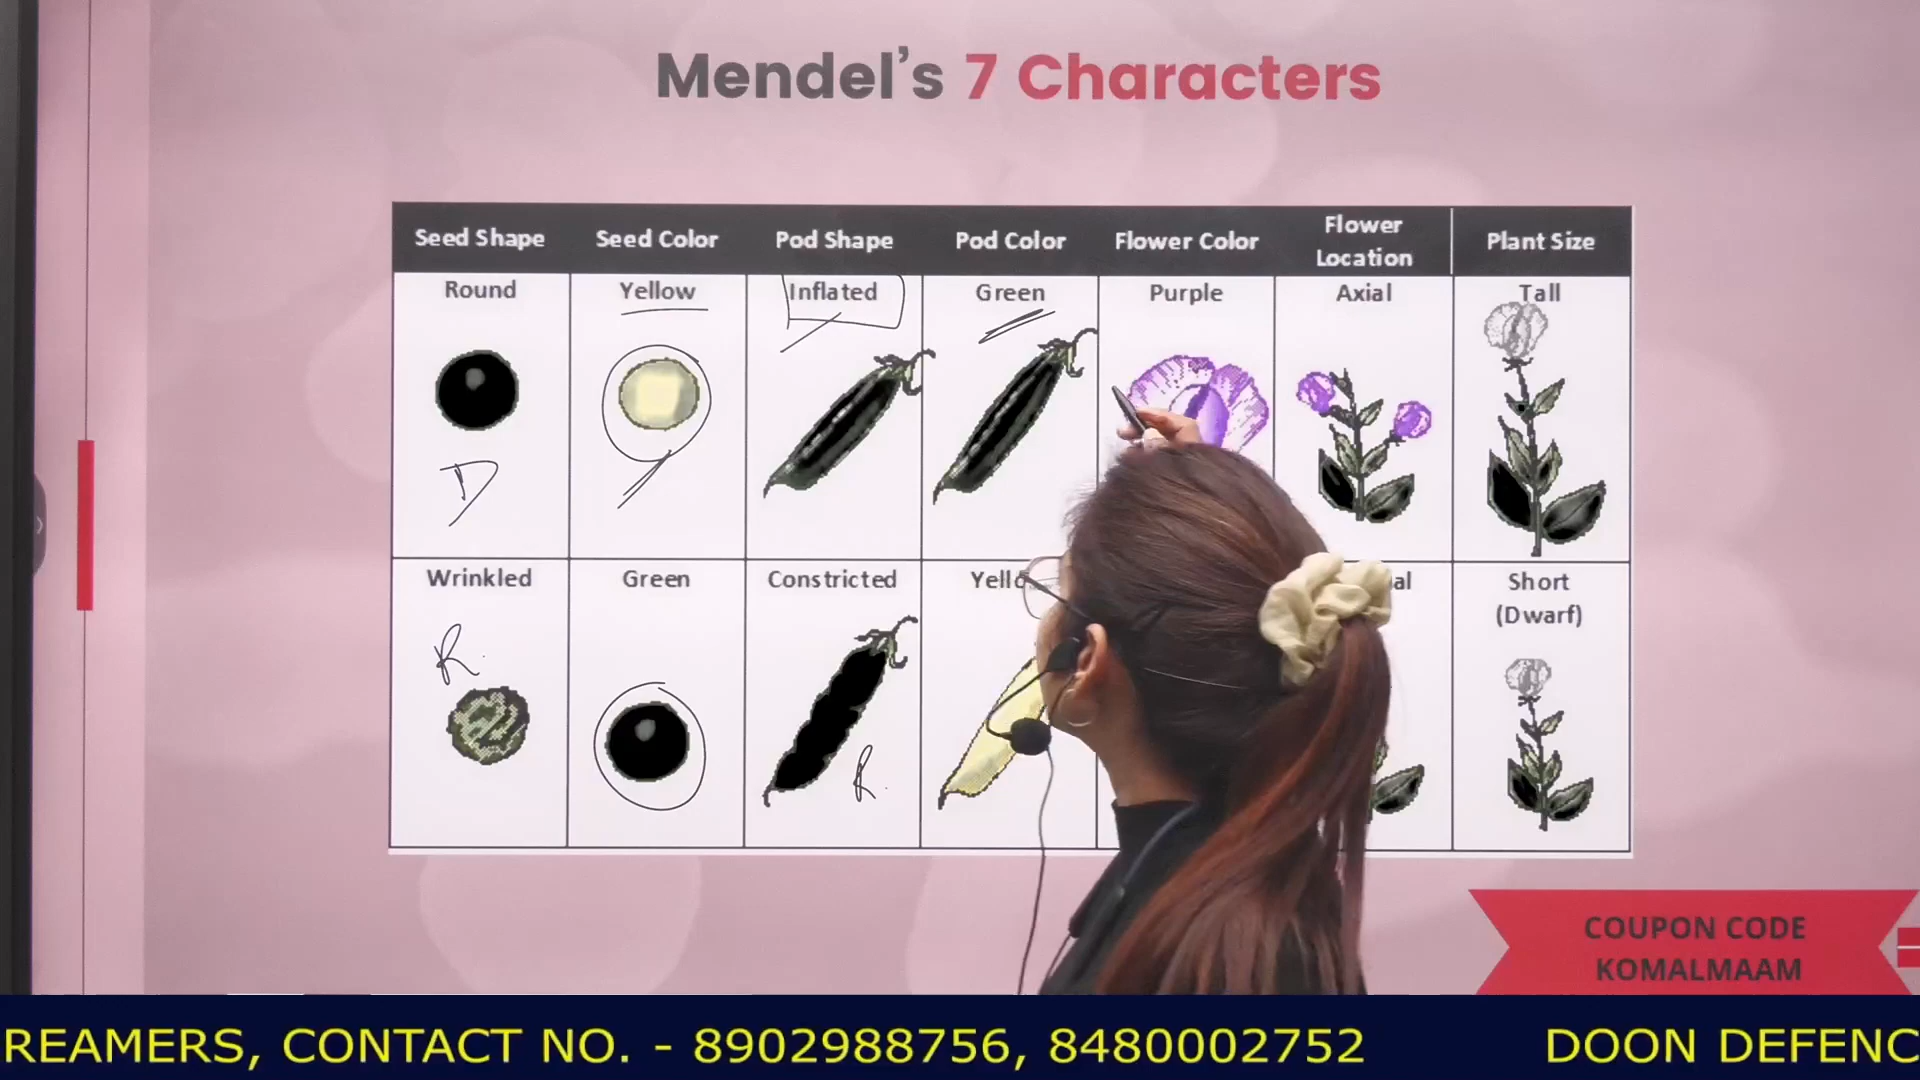 Mendel's 7 Characters
Seed Shape Seed Color Pod Shape Pod Color Flower Color Flower Location Plant Size
Round Yellow Inflated Green Purple Axial Tall
D
Wrinkled Green Constricted Short (Dwarf)
R
R
COUPON CODE
KOMALMAAM
REAMERS, CONTACT NO. - 8902988756, 8480002752 DOON DEFENC